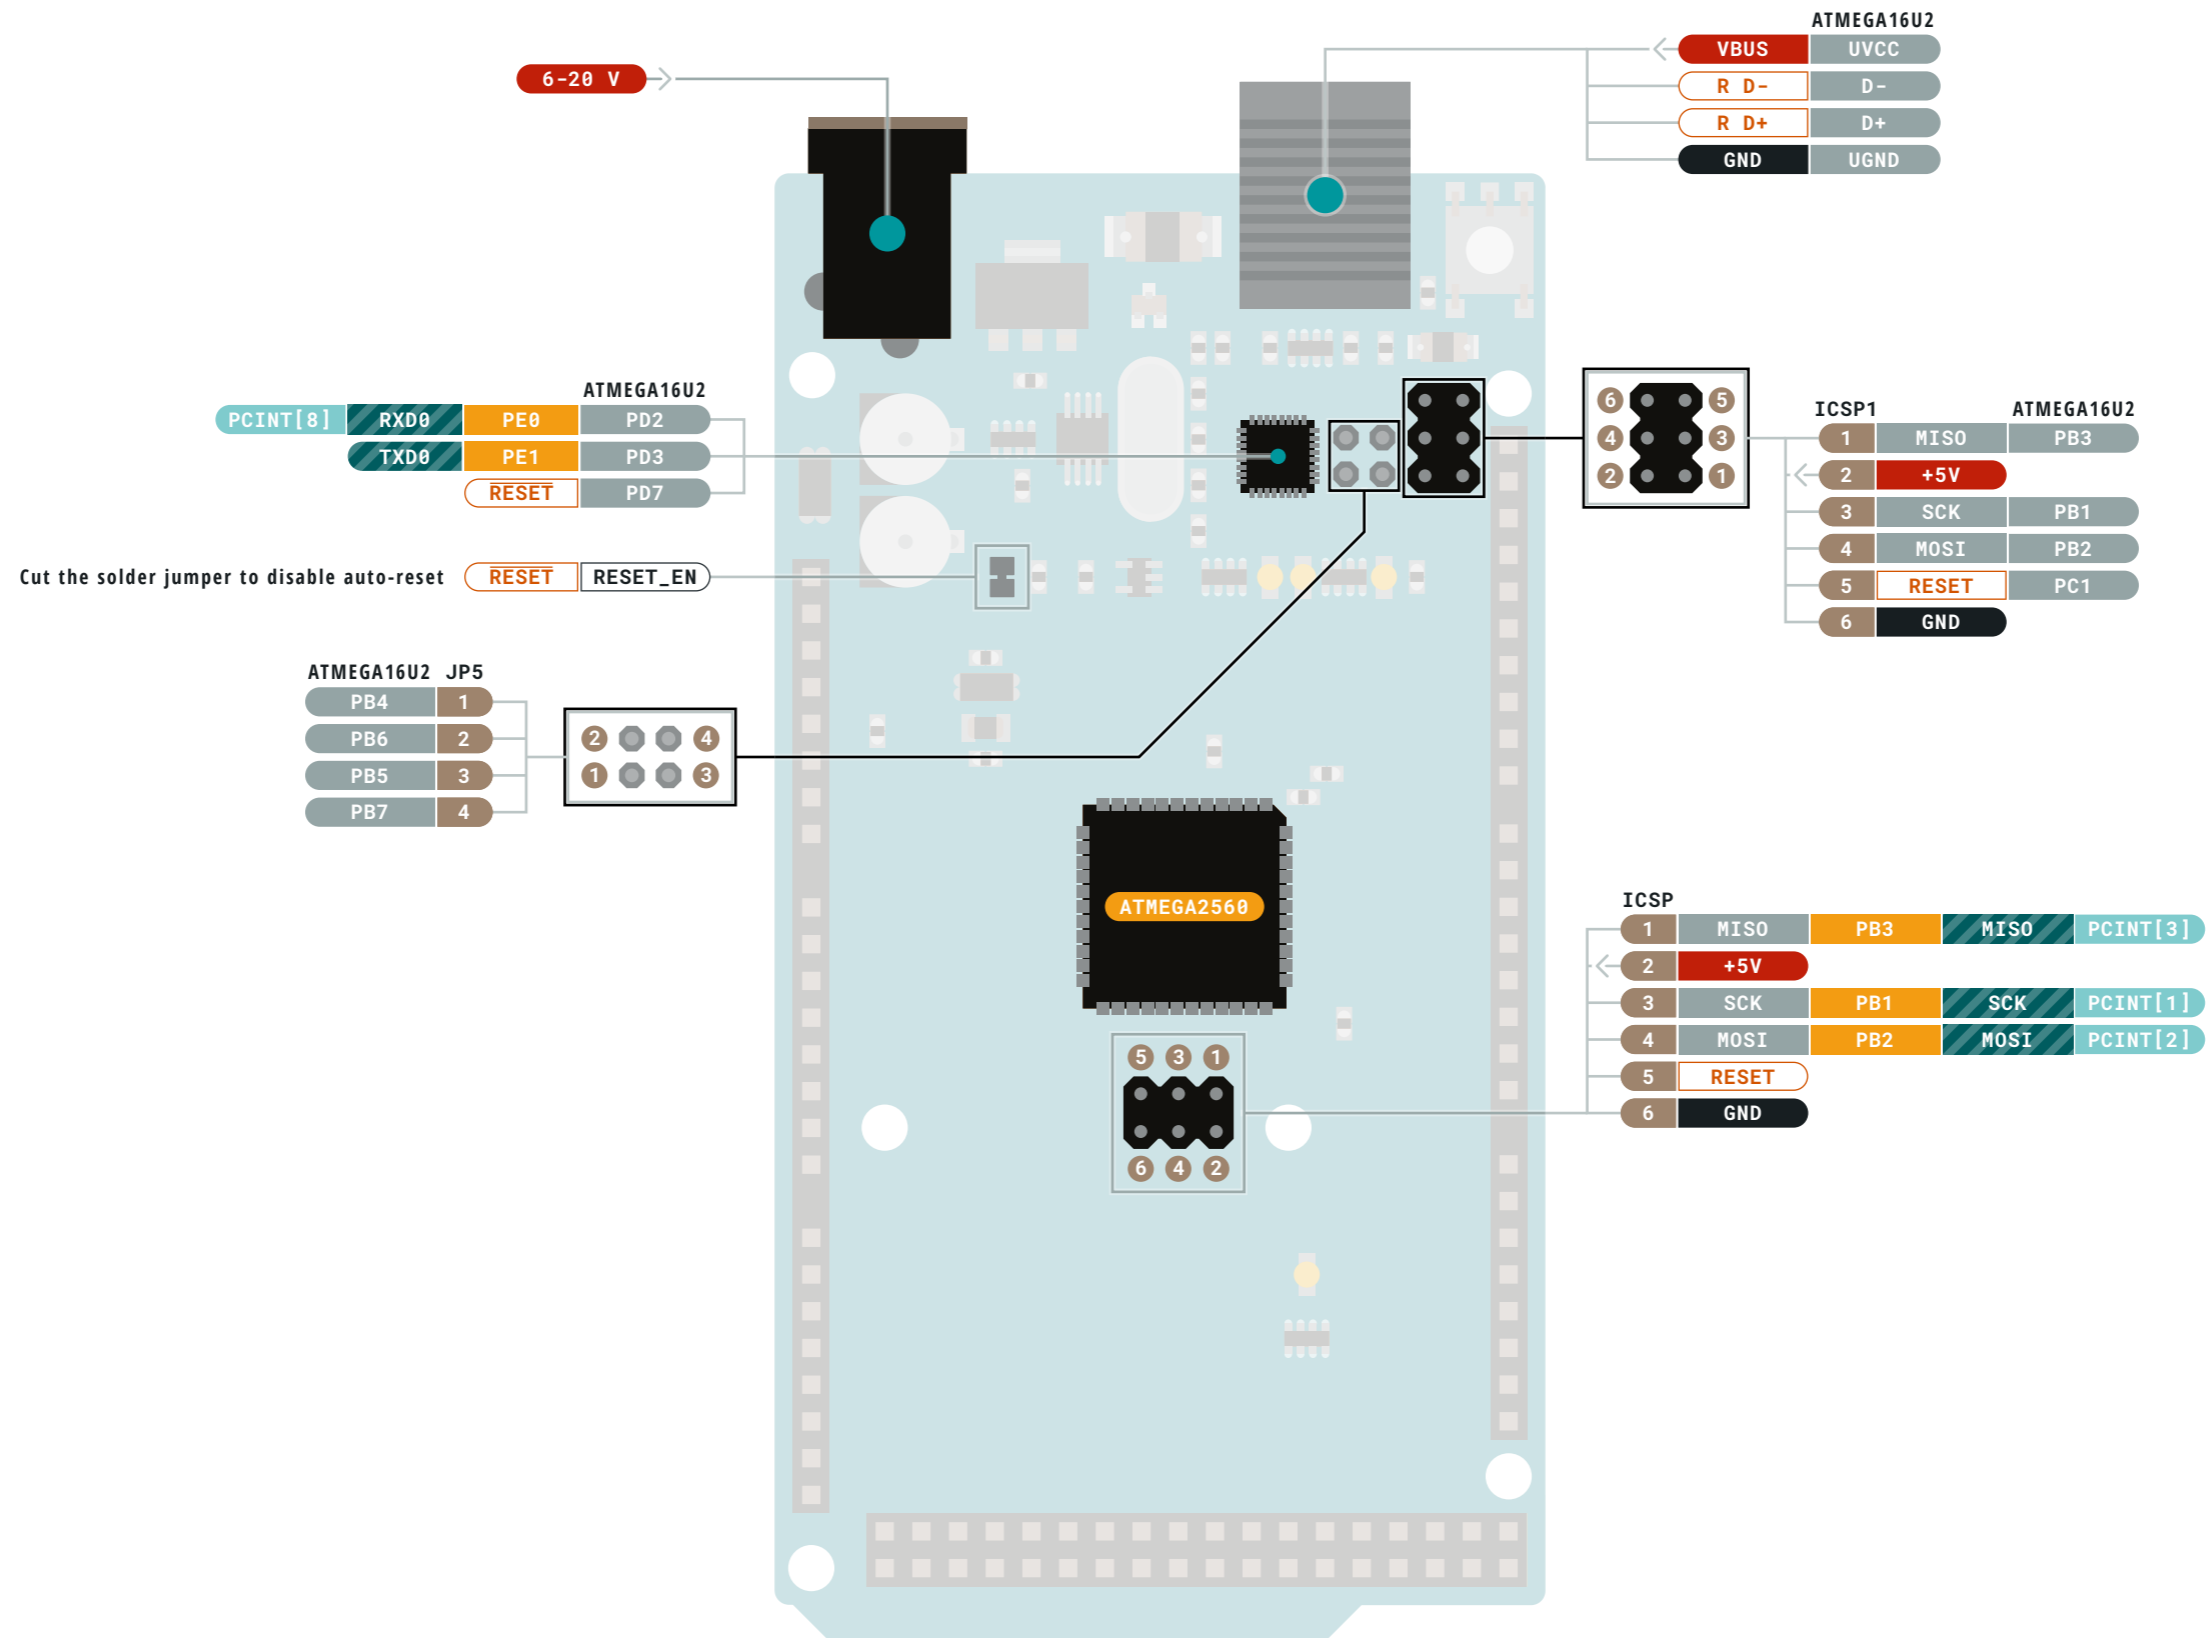 ATMEGA16U2
VBUS UVCC
R D- D-
R D+ D+
GND UGND
6-20 V
ATMEGA16U2
PCINT[8] RXD0 PE0 PD2
TXD0 PE1 PD3
RESET PD7
Cut the solder jumper to disable auto-reset RESET RESET_EN
6 5
4 3
2 1
ICSP1 ATMEGA16U2
1 MISO PB3
2 +5V
3 SCK PB1
4 MOSI PB2
5 RESET PC1
6 GND
ATMEGA16U2 JP5
PB4 1
PB6 2
PB5 3
PB7 4
2 4
1 3
ATMEGA2560
ICSP
1 MISO PB3 MISO PCINT[3]
2 +5V
3 SCK PB1 SCK PCINT[1]
4 MOSI PB2 MOSI PCINT[2]
5 RESET
6 GND
5 3 1
6 4 2